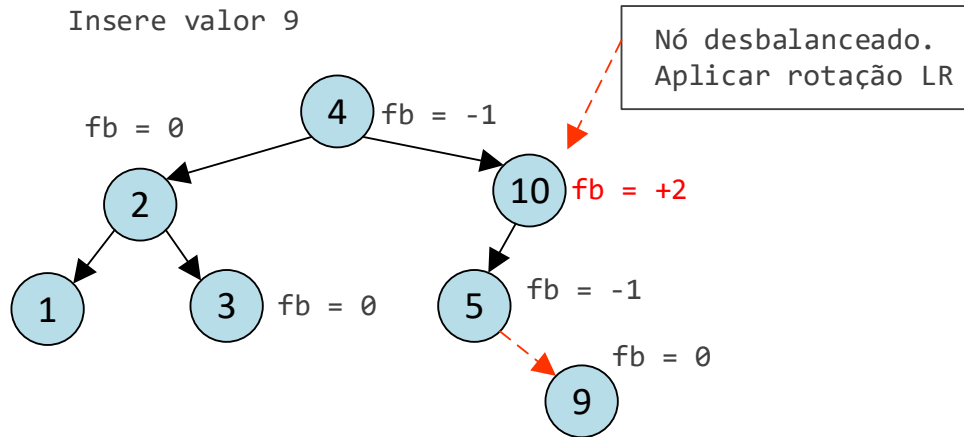 Insere valor 9
Nó desbalanceado.
Aplicar rotação LR
4
fb = -1
fb = 0
2
10
fb = +2
1
3
fb = 0
5
fb = -1
9
fb = 0